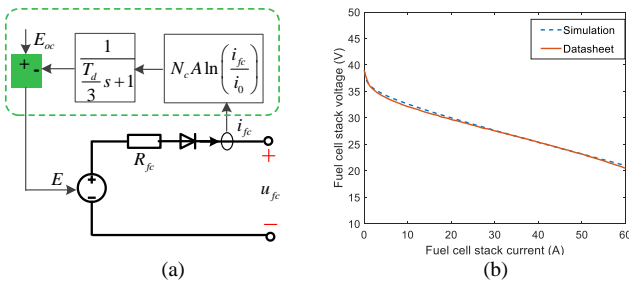 E_oc
+ -
1
T_d
3
s+1
N_c A ln ( i_fc / i_0 )
i_fc
R_fc
+
E
+
−
u_fc
−
(a)
50
45
40
35
30
25
20
15
10
0 10 20 30 40 50 60
Fuel cell stack voltage (V)
Fuel cell stack current (A)
Simulation
Datasheet
(b)